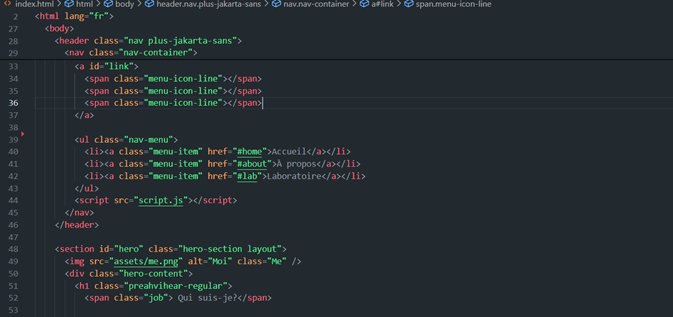 index.html > html > body > header.nav.plus-jakarta-sans > nav.nav-container > a#link > span.menu-icon-line
2 <html lang="fr">
27 <body>
28 <header class="nav plus-jakarta-sans">
29 <nav class="nav-container">
33 <a id="link">
34 <span class="menu-icon-line"></span>
35 <span class="menu-icon-line"></span>
36 <span class="menu-icon-line"></span>
37 </a>
38
39 <ul class="nav-menu">
40 <li><a class="menu-item" href="#home">Accueil</a></li>
41 <li><a class="menu-item" href="#about">À propos</a></li>
42 <li><a class="menu-item" href="#lab">Laboratoire</a></li>
43 </ul>
44 <script src="script.js"></script>
45 </nav>
46 </header>
47
48 <section id="hero" class="hero-section layout">
49 <img src="assets/me.png" alt="Moi" class="Me" />
50 <div class="hero-content">
51 <h1 class="preahvihear-regular">
52 <span class="job"> Qui suis-je?</span>
53